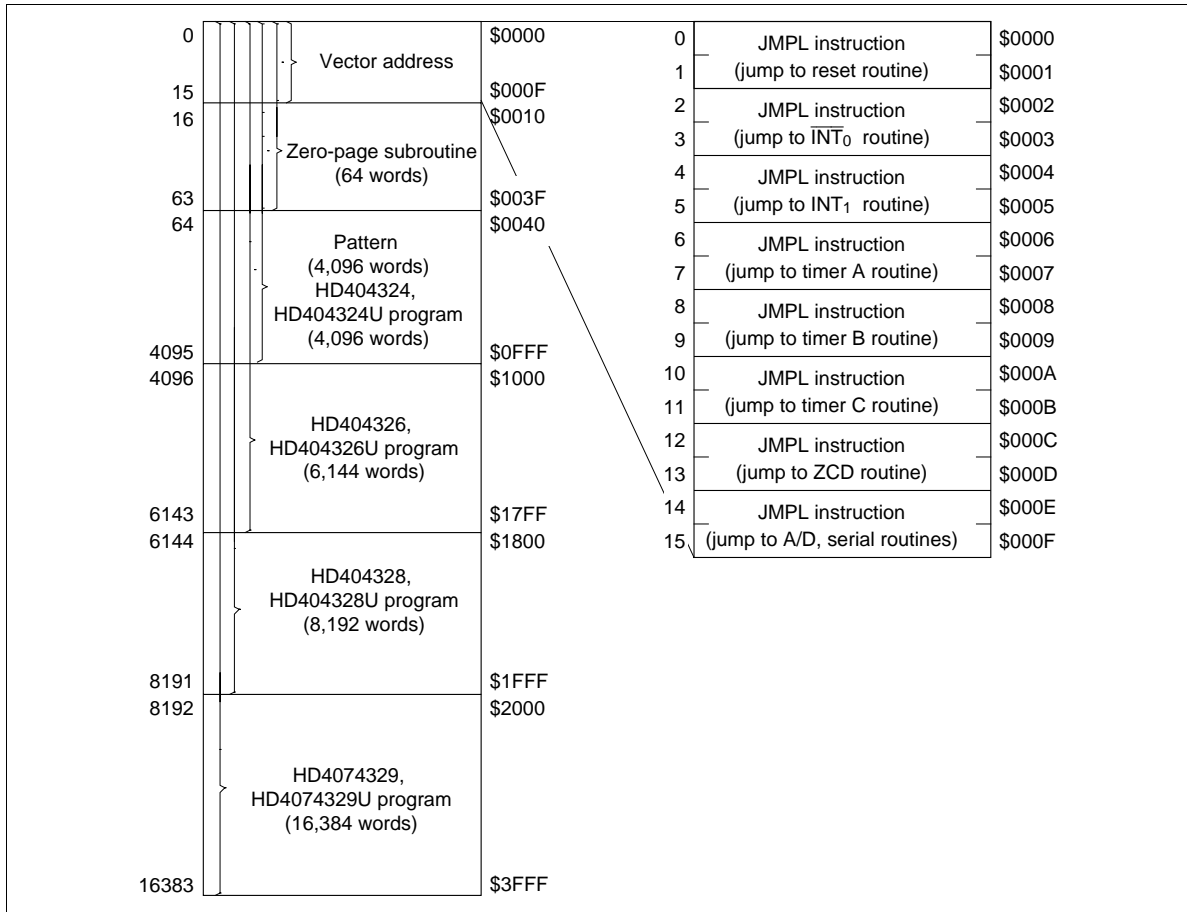 0
Vector address
$0000
15
$000F
16
$0010
Zero-page subroutine
(64 words)
63
$003F
64
$0040
Pattern
(4,096 words)
HD404324,
HD404324U program
(4,096 words)
4095
$0FFF
4096
$1000
HD404326,
HD404326U program
(6,144 words)
6143
$17FF
6144
$1800
HD404328,
HD404328U program
(8,192 words)
8191
$1FFF
8192
$2000
HD4074329,
HD4074329U program
(16,384 words)
16383
$3FFF
0
JMPL instruction
$0000
1
(jump to reset routine)
$0001
2
JMPL instruction
$0002
3
(jump to I̅N̅T̅₀ routine)
$0003
4
JMPL instruction
$0004
5
(jump to INT₁ routine)
$0005
6
JMPL instruction
$0006
7
(jump to timer A routine)
$0007
8
JMPL instruction
$0008
9
(jump to timer B routine)
$0009
10
JMPL instruction
$000A
11
(jump to timer C routine)
$000B
12
JMPL instruction
$000C
13
(jump to ZCD routine)
$000D
14
JMPL instruction
$000E
15
(jump to A/D, serial routines)
$000F